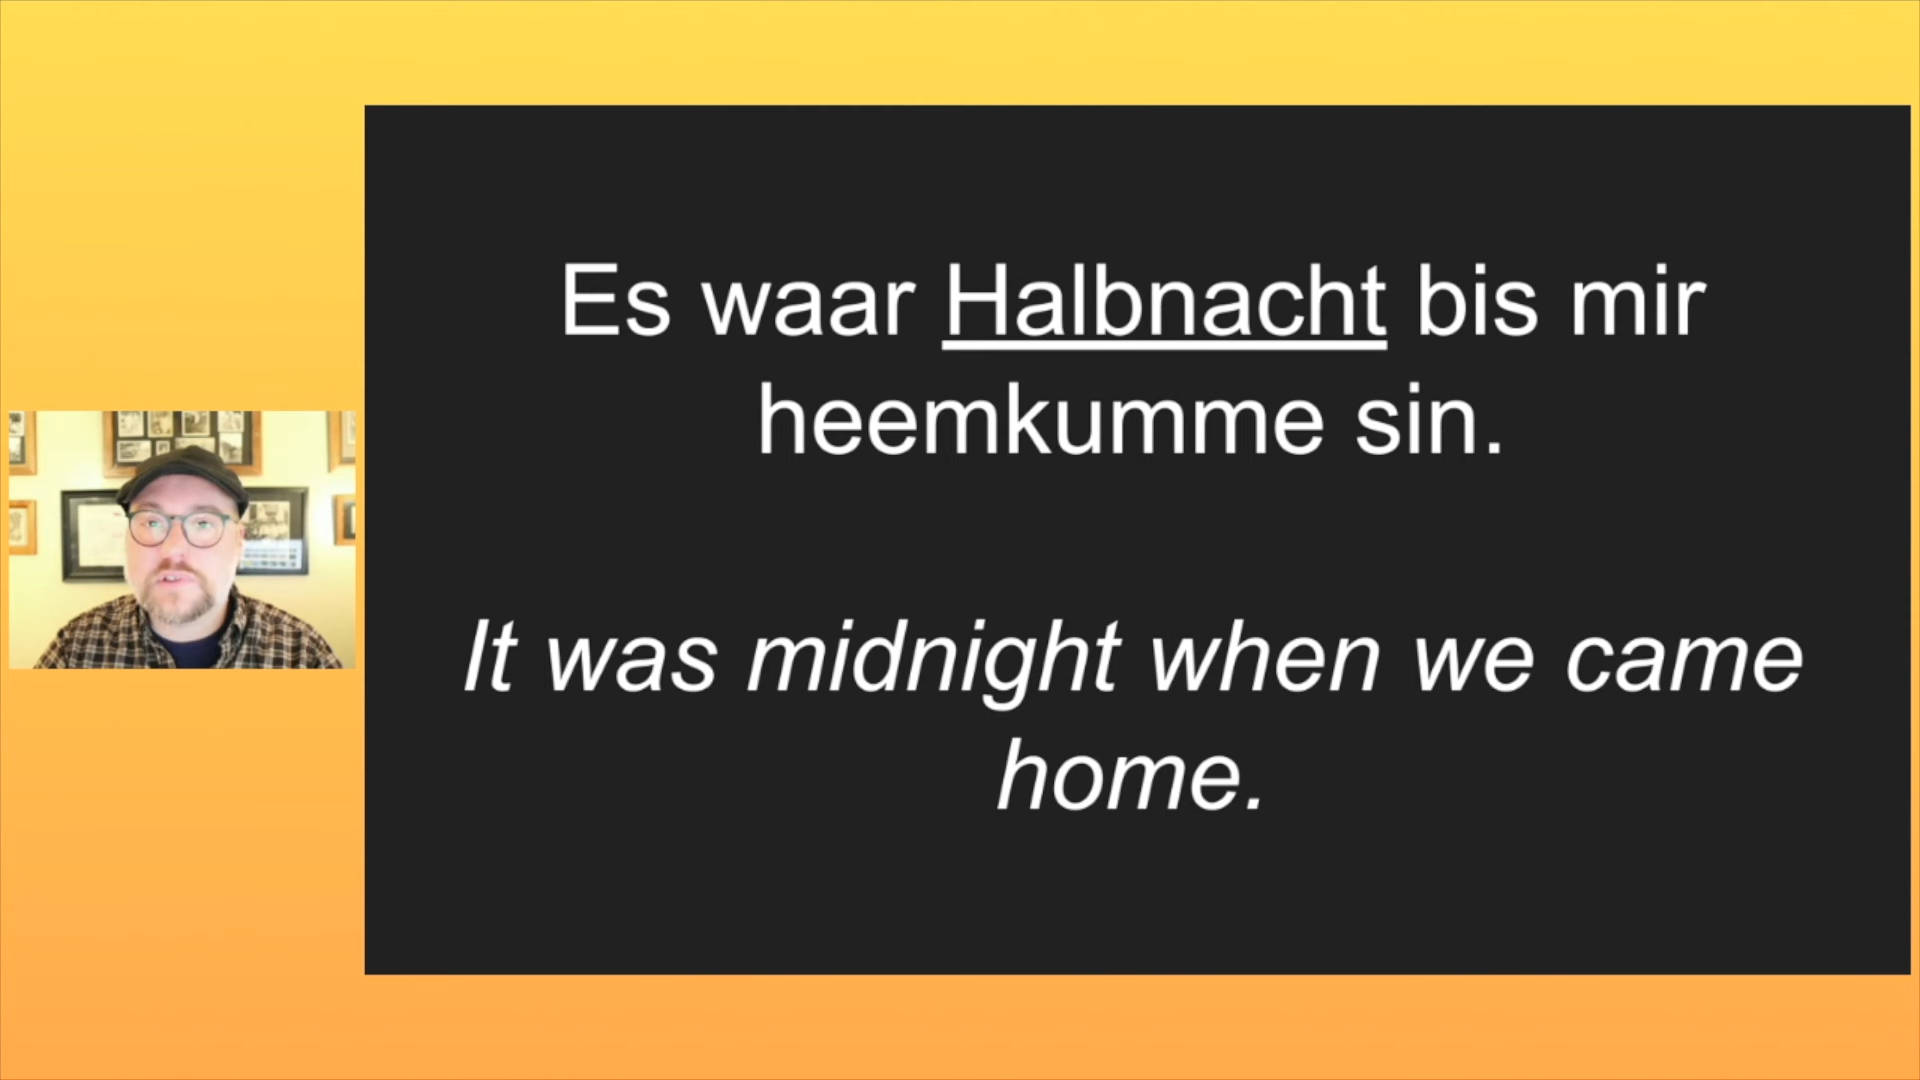 Es waar Halbnacht bis mir
heemkumme sin.
It was midnight when we came
home.